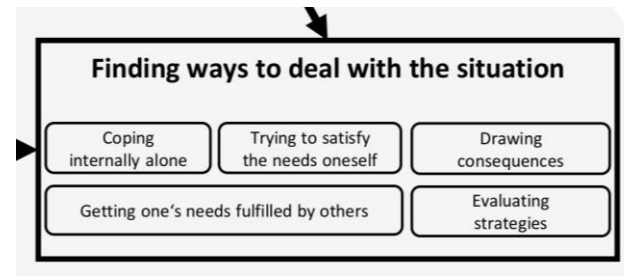 Finding ways to deal with the situation
Coping
internally alone
Trying to satisfy
the needs oneself
Drawing
consequences
Getting one‘s needs fulfilled by others
Evaluating
strategies